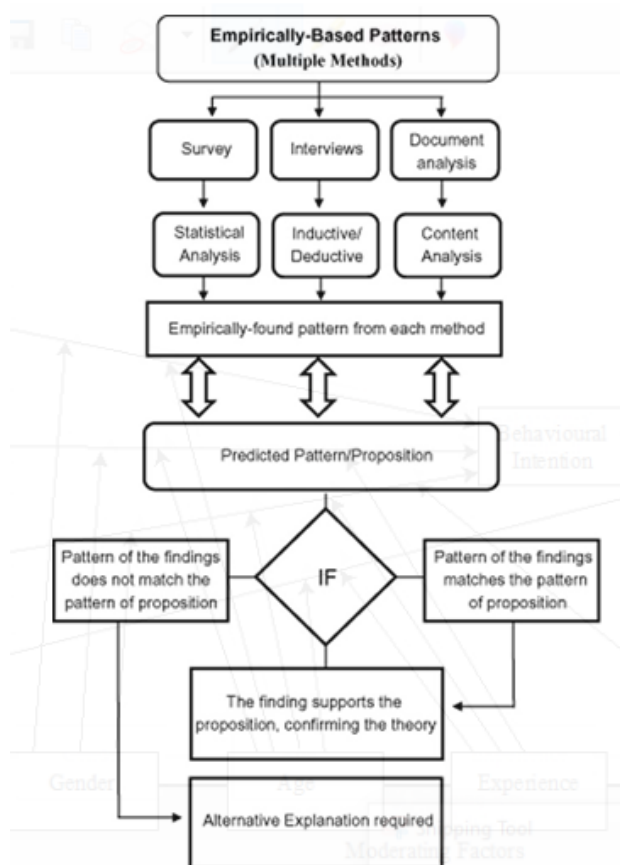 Empirically-Based Patterns
(Multiple Methods)
Survey
Interviews
Document
analysis
Statistical
Analysis
Inductive/
Deductive
Content
Analysis
Empirically-found pattern from each method
Predicted Pattern/Proposition
Behavioural
Intention
IF
Pattern of the findings
does not match the
pattern of proposition
Pattern of the findings
matches the pattern
of proposition
The finding supports the
proposition, confirming the theory
Gender
Age
Experience
Alternative Explanation required
Snipping Tool
Moderating Factors